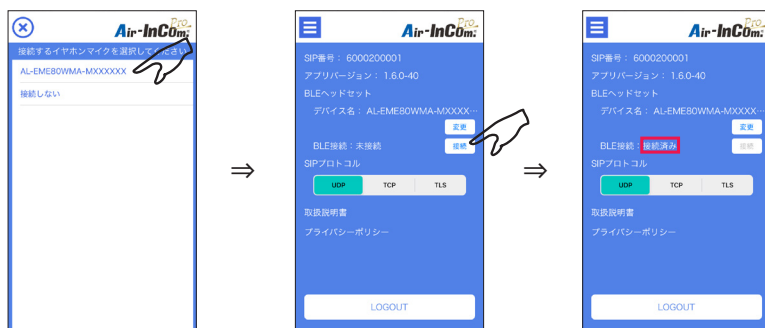 Air-InComPro.
接続するイヤホンマイクを選択してください
AL-EME80WMA-MXXXXXX
接続しない
⇒
Air-InComPro.
SIP番号： 6000200001
アプリバージョン： 1.6.0-40
BLEヘッドセット
デバイス名： AL-EME80WMA-MXXXX…
変更
BLE接続：未接続 接続
SIPプロトコル
UDP TCP TLS
取扱説明書
プライバシーポリシー
LOGOUT
⇒
Air-InComPro.
SIP番号： 6000200001
アプリバージョン： 1.6.0-40
BLEヘッドセット
デバイス名： AL-EME80WMA-MXXXX…
変更
BLE接続：接続済み 接続
SIPプロトコル
UDP TCP TLS
取扱説明書
プライバシーポリシー
LOGOUT